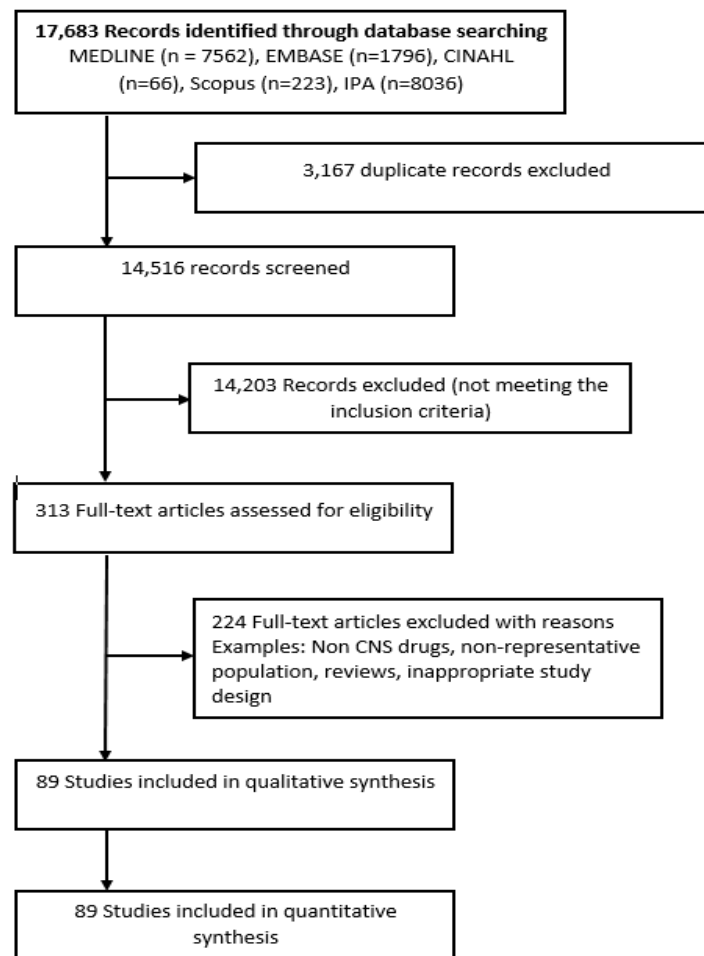 17,683 Records identified through database searching
MEDLINE (n = 7562), EMBASE (n=1796), CINAHL
(n=66), Scopus (n=223), IPA (n=8036)
3,167 duplicate records excluded
14,516 records screened
14,203 Records excluded (not meeting the
inclusion criteria)
313 Full-text articles assessed for eligibility
224 Full-text articles excluded with reasons
Examples: Non CNS drugs, non-representative
population, reviews, inappropriate study
design
89 Studies included in qualitative synthesis
89 Studies included in quantitative
synthesis